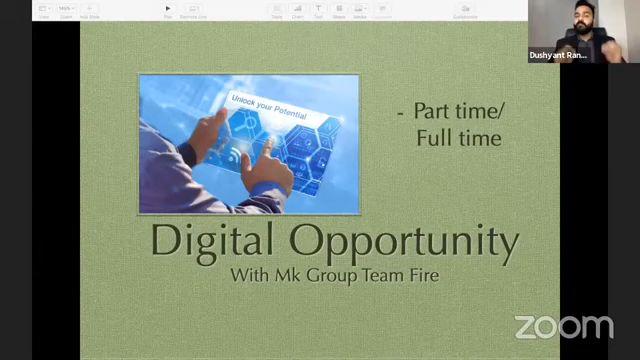 Unlock your Potential
- Part time/
Full time
Digital Opportunity
With Mk Group Team Fire
Dushyant Ran...
zoom